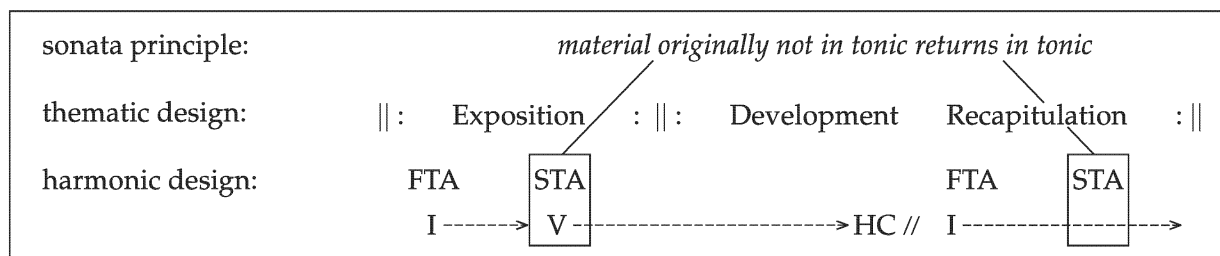 sonata principle: material originally not in tonic returns in tonic
thematic design: ||: Exposition :||: Development Recapitulation :||
harmonic design: FTA STA FTA STA
I V HC // I